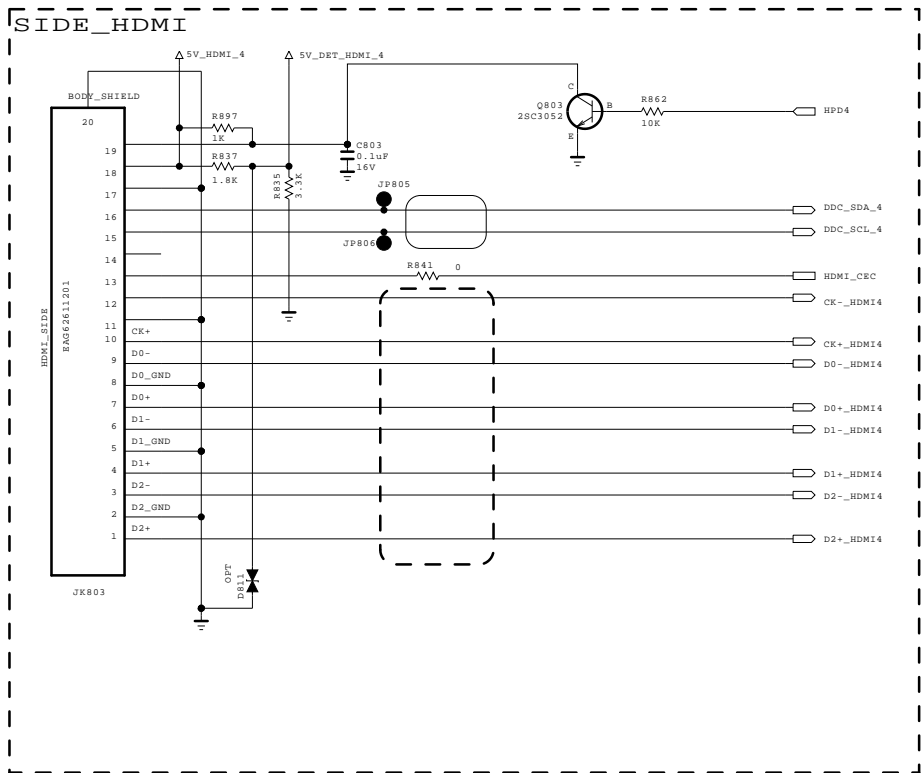 SIDE_HDMI
5V_HDMI_4
5V_DET_HDMI_4
BODY_SHIELD
20
R897
1K
C803
0.1uF
16V
Q803
2SC3052
C
B
E
R862
10K
HPD4
19
R837
1.8K
18
R835
3.3K
17
JP805
16
DDC_SDA_4
15
DDC_SCL_4
JP806
14
R841
0
13
HDMI_CEC
12
CK-_HDMI4
11
CK+
10
CK+_HDMI4
D0-
9
D0-_HDMI4
D0_GND
8
D0+
7
D0+_HDMI4
D1-
6
D1-_HDMI4
D1_GND
5
D1+
4
D1+_HDMI4
D2-
3
D2-_HDMI4
D2_GND
2
D2+
1
D2+_HDMI4
HDMI_SIDE
EAG62611201
OPT
D811
JK803